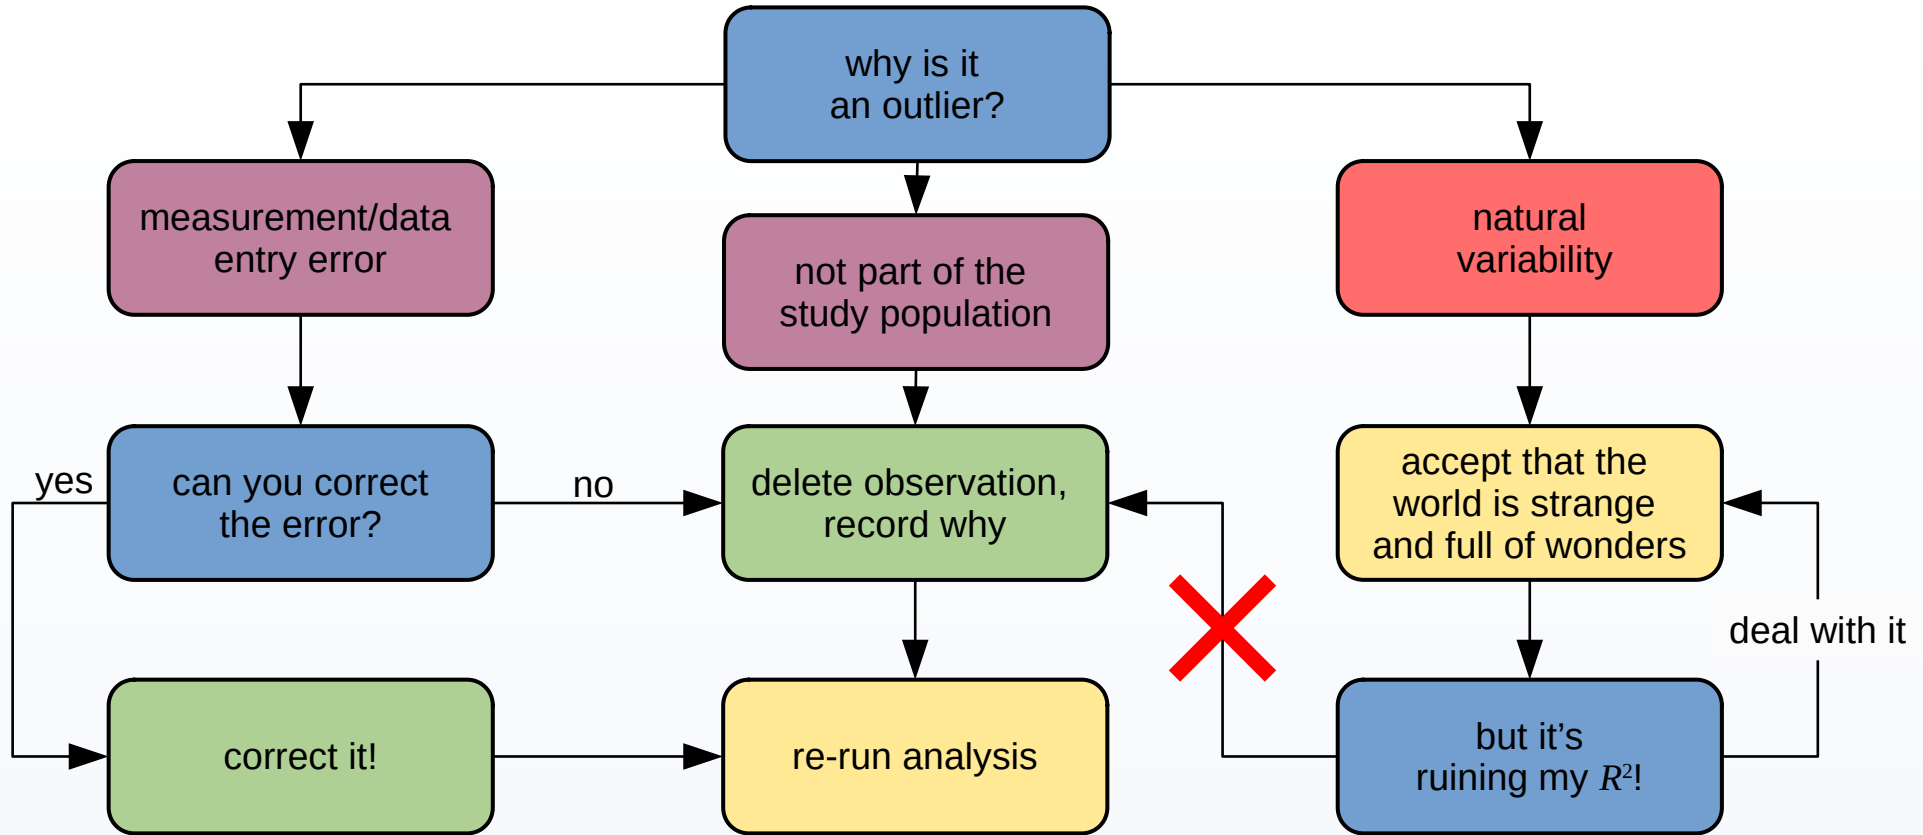 why is it
an outlier?
measurement/data
entry error
not part of the
study population
natural
variability
yes
can you correct
the error?
no
delete observation,
record why
accept that the
world is strange
and full of wonders
deal with it
correct it!
re-run analysis
but it’s
ruining my R²!